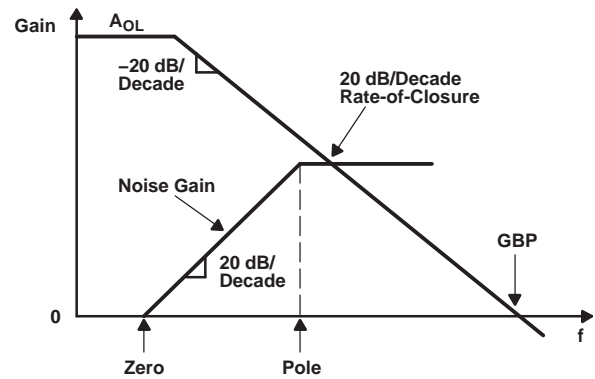 Gain
A_OL
–20 dB/
Decade
20 dB/Decade
Rate-of-Closure
Noise Gain
20 dB/
Decade
GBP
0
f
Zero
Pole